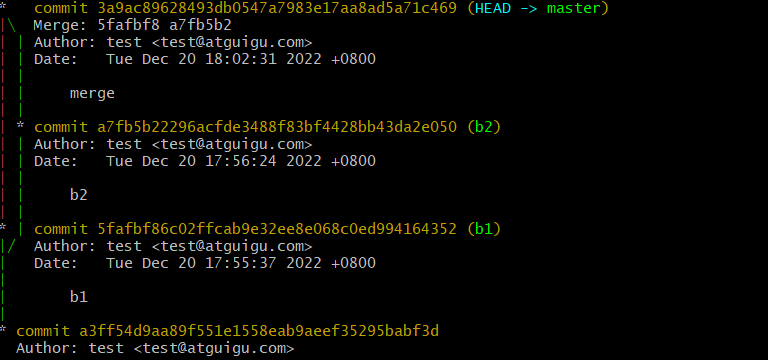 *   commit 3a9ac89628493db0547a7983e17aa8ad5a71c469 (HEAD -> master)
|\  Merge: 5fafbf8 a7fb5b2
| | Author: test <test@atguigu.com>
| | Date:   Tue Dec 20 18:02:31 2022 +0800
| |
| |     merge
| |
| * commit a7fb5b22296acfde3488f83bf4428bb43da2e050 (b2)
| | Author: test <test@atguigu.com>
| | Date:   Tue Dec 20 17:56:24 2022 +0800
| |
| |     b2
| |
* | commit 5fafbf86c02ffcab9e32ee8e068c0ed994164352 (b1)
|/  Author: test <test@atguigu.com>
|   Date:   Tue Dec 20 17:55:37 2022 +0800
|
|       b1
|
* commit a3ff54d9aa89f551e1558eab9aeef35295babf3d
  Author: test <test@atguigu.com>